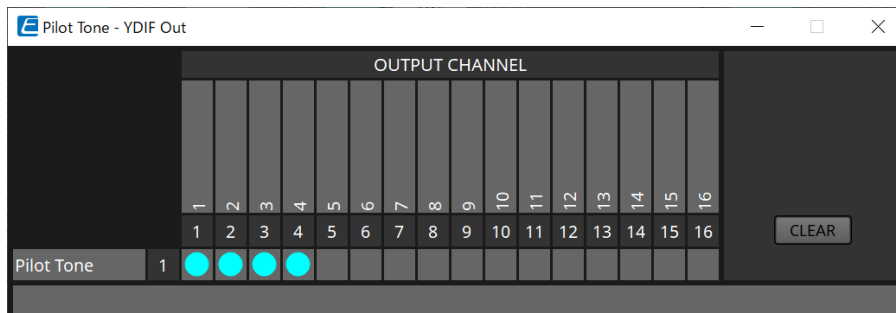 Pilot Tone - YDIF Out
OUTPUT CHANNEL
1 2 3 4 5 6 7 8 9 10 11 12 13 14 15 16
1 2 3 4 5 6 7 8 9 10 11 12 13 14 15 16
CLEAR
Pilot Tone 1